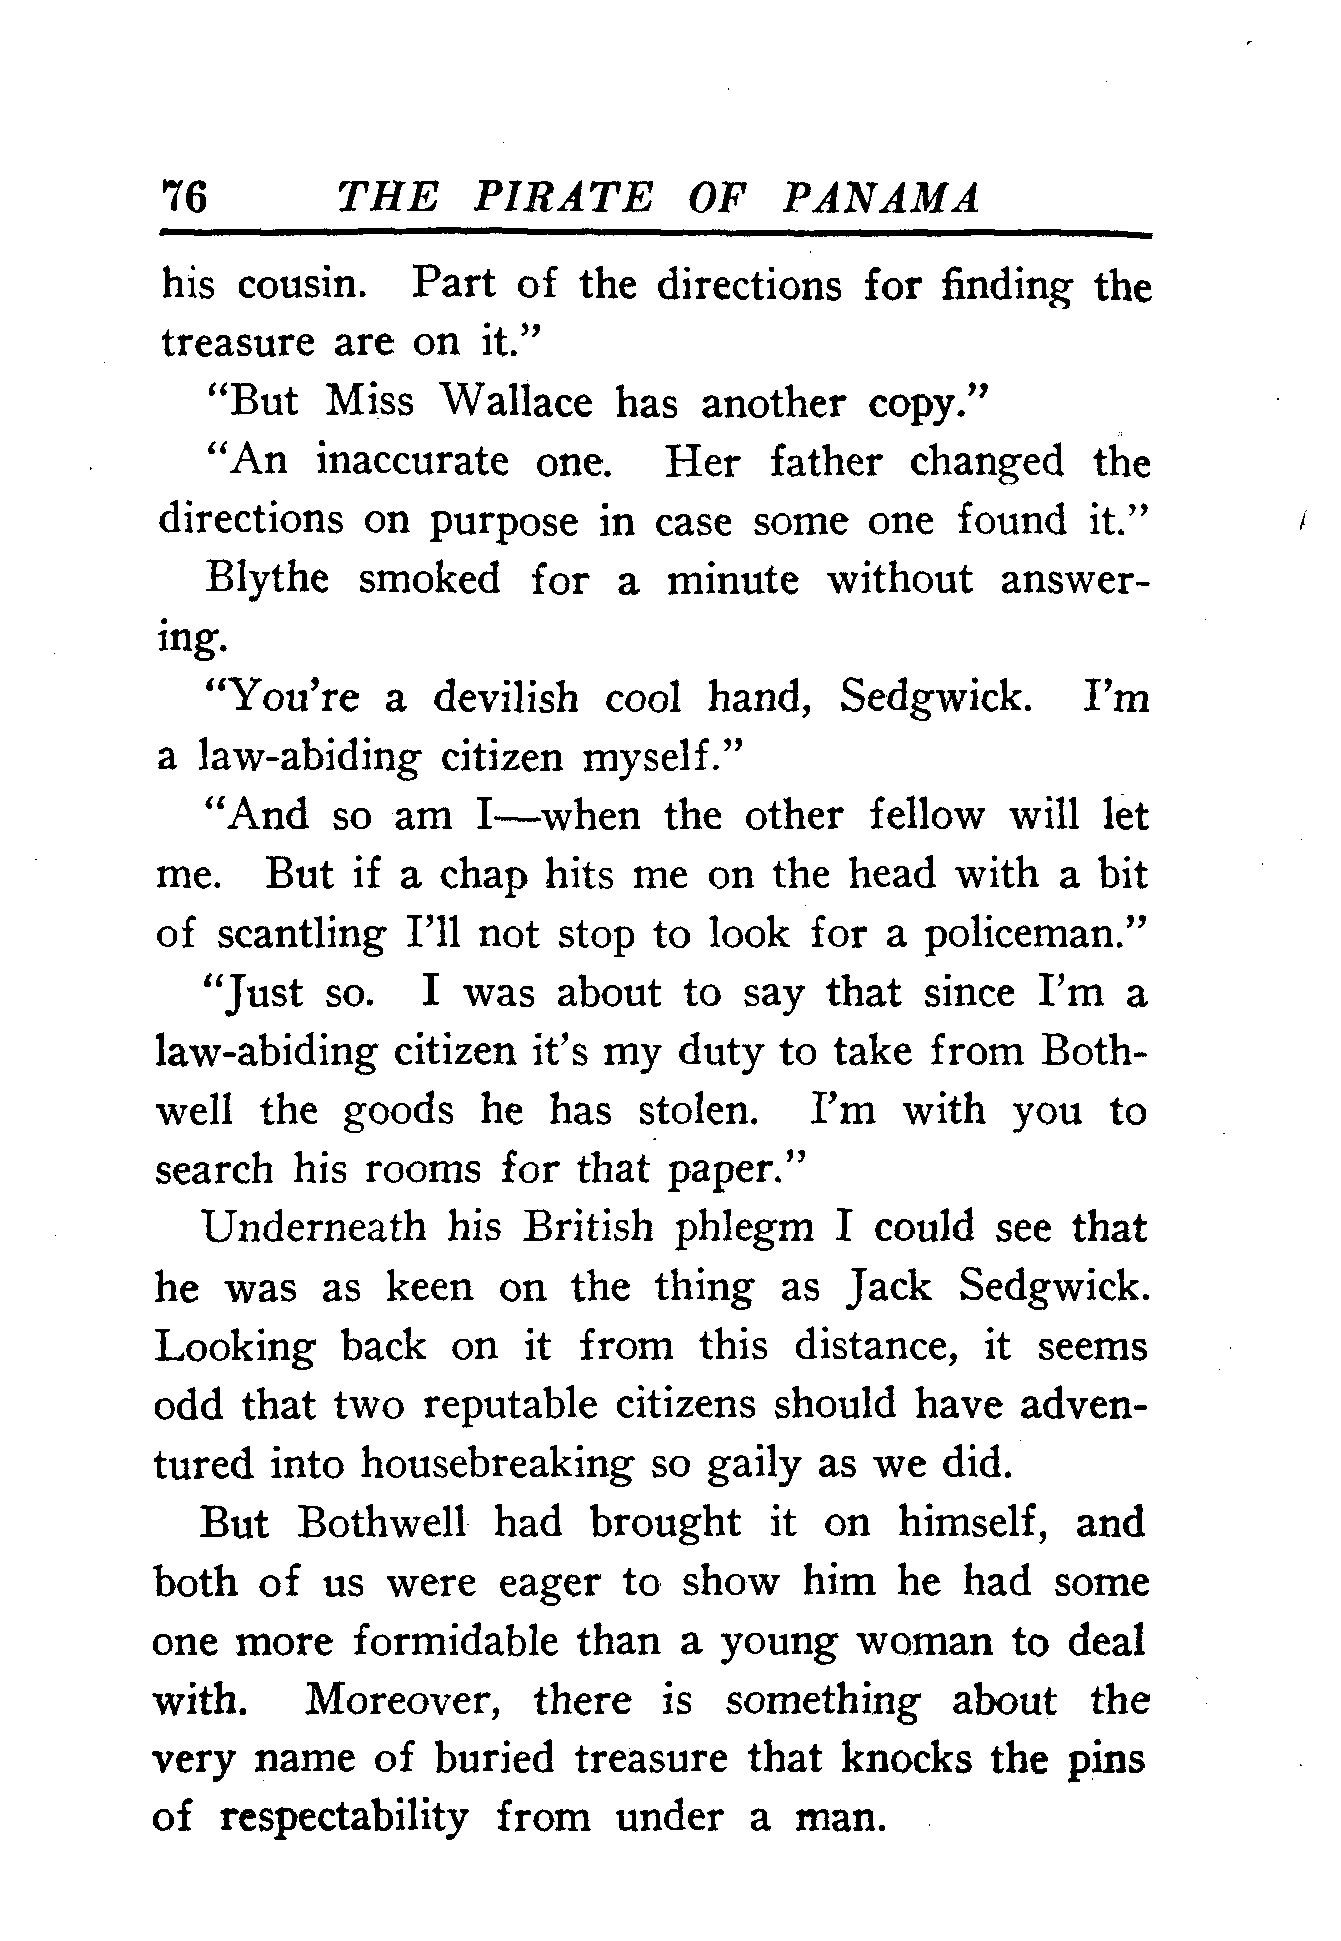 76 THE PIRATE OF PANAMA
his cousin. Part of the directions for finding the
treasure are on it."
"But Miss Wallace has another copy."
"An inaccurate one. Her father changed the
directions on purpose in case some one found it."
Blythe smoked for a minute without answer-
ing.
"You're a devilish cool hand, Sedgwick. I'm
a law-abiding citizen myself."
"And so am I—when the other fellow will let
me. But if a chap hits me on the head with a bit
of scantling I'll not stop to look for a policeman."
"Just so. I was about to say that since I'm a
law-abiding citizen it's my duty to take from Both-
well the goods he has stolen. I'm with you to
search his rooms for that paper."
Underneath his British phlegm I could see that
he was as keen on the thing as Jack Sedgwick.
Looking back on it from this distance, it seems
odd that two reputable citizens should have adven-
tured into housebreaking so gaily as we did.
But Bothwell had brought it on himself, and
both of us were eager to show him he had some
one more formidable than a young woman to deal
with. Moreover, there is something about the
very name of buried treasure that knocks the pins
of respectability from under a man.